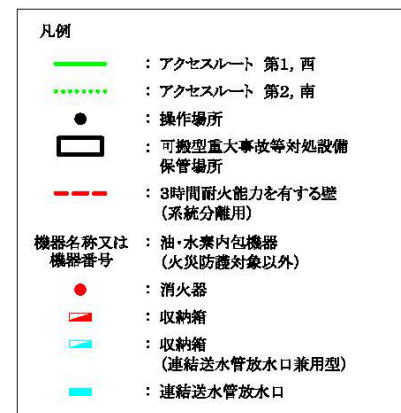 凡例
: アクセスルート 第1, 西
: アクセスルート 第2, 南
: 操作場所
: 可搬型重大事故等対処設備
保管場所
: 3時間耐火能力を有する壁
(系統分離用)
機器名称又は
機器番号
: 油・水素内包機器
(火災防護対象以外)
: 消火器
: 収納箱
: 収納箱
(連結送水管放水口兼用型)
: 連結送水管放水口